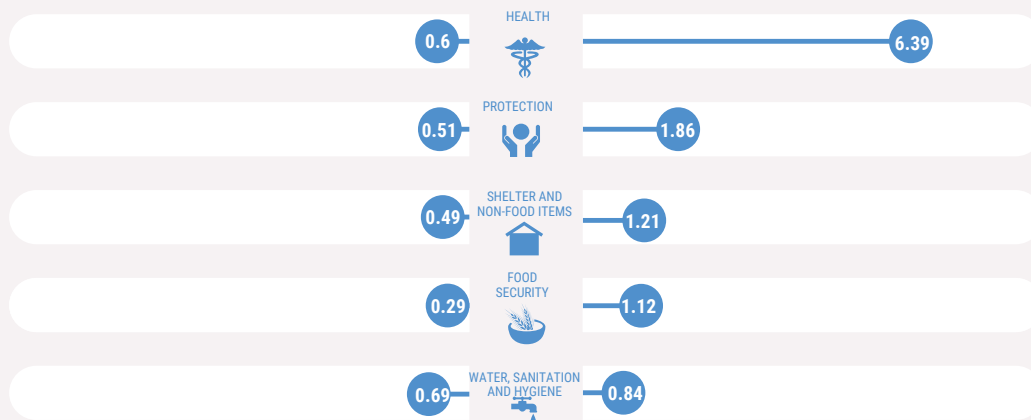 HEALTH
0.6
6.39
PROTECTION
0.51
1.86
SHELTER AND
NON-FOOD ITEMS
0.49
1.21
FOOD
SECURITY
0.29
1.12
WATER, SANITATION
AND HYGIENE
0.69
0.84